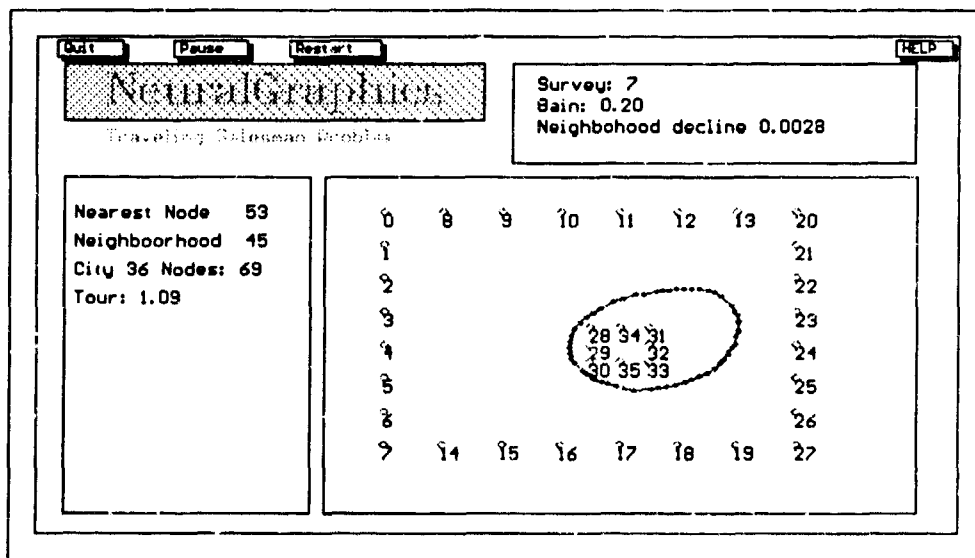 Quit Pause Restart HELP
NeuralGraphics
Traveling Salesman Problem
Survey: 7
Gain: 0.20
Neighbohood decline 0.0028
Nearest Node 53
Neighboorhood 45
City 36 Nodes: 69
Tour: 1.09
0 8 9 10 11 12 13 20
1 21
2 22
3 23
28 34 31
4 29 32 24
30 35 33
5 25
6 26
7 14 15 16 17 18 19 27